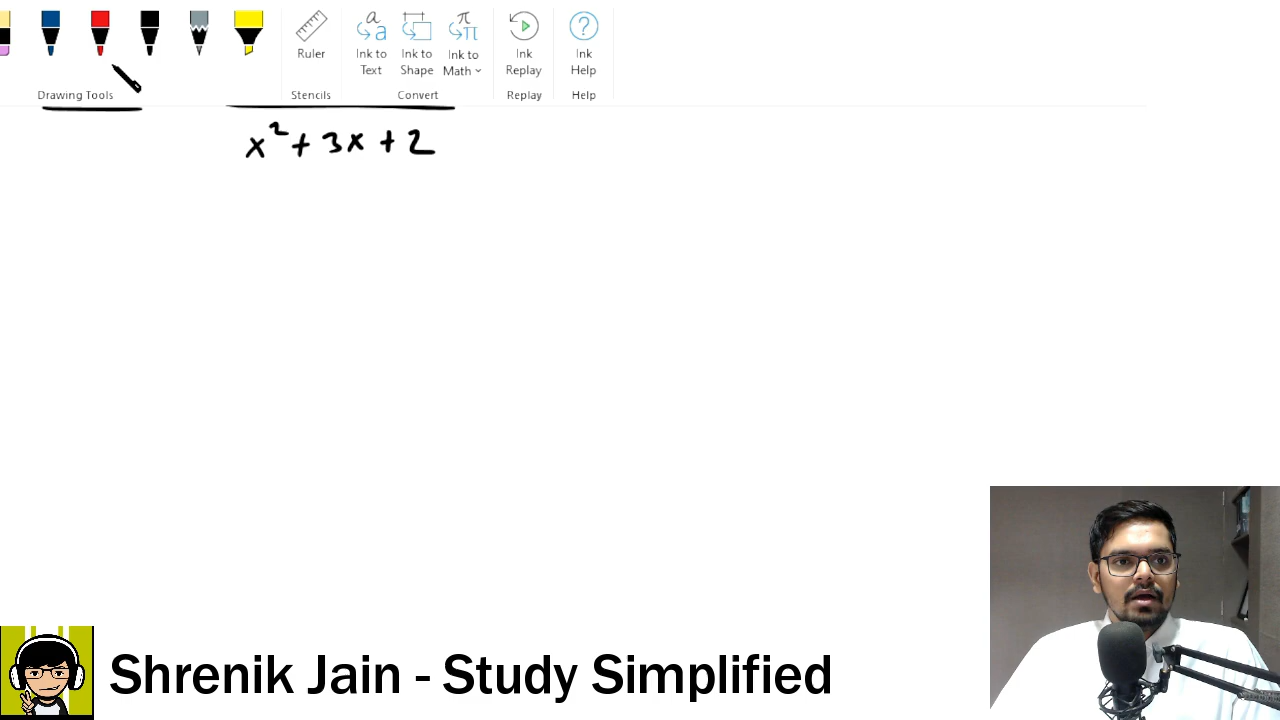 a
a
π
π
?
Ruler
Ink to Text
Ink to Shape
Ink to Math
Ink Replay
Ink Help
Drawing Tools
Stencils
Convert
Replay
Help
x² + 3x + 2
Shrenik Jain - Study Simplified